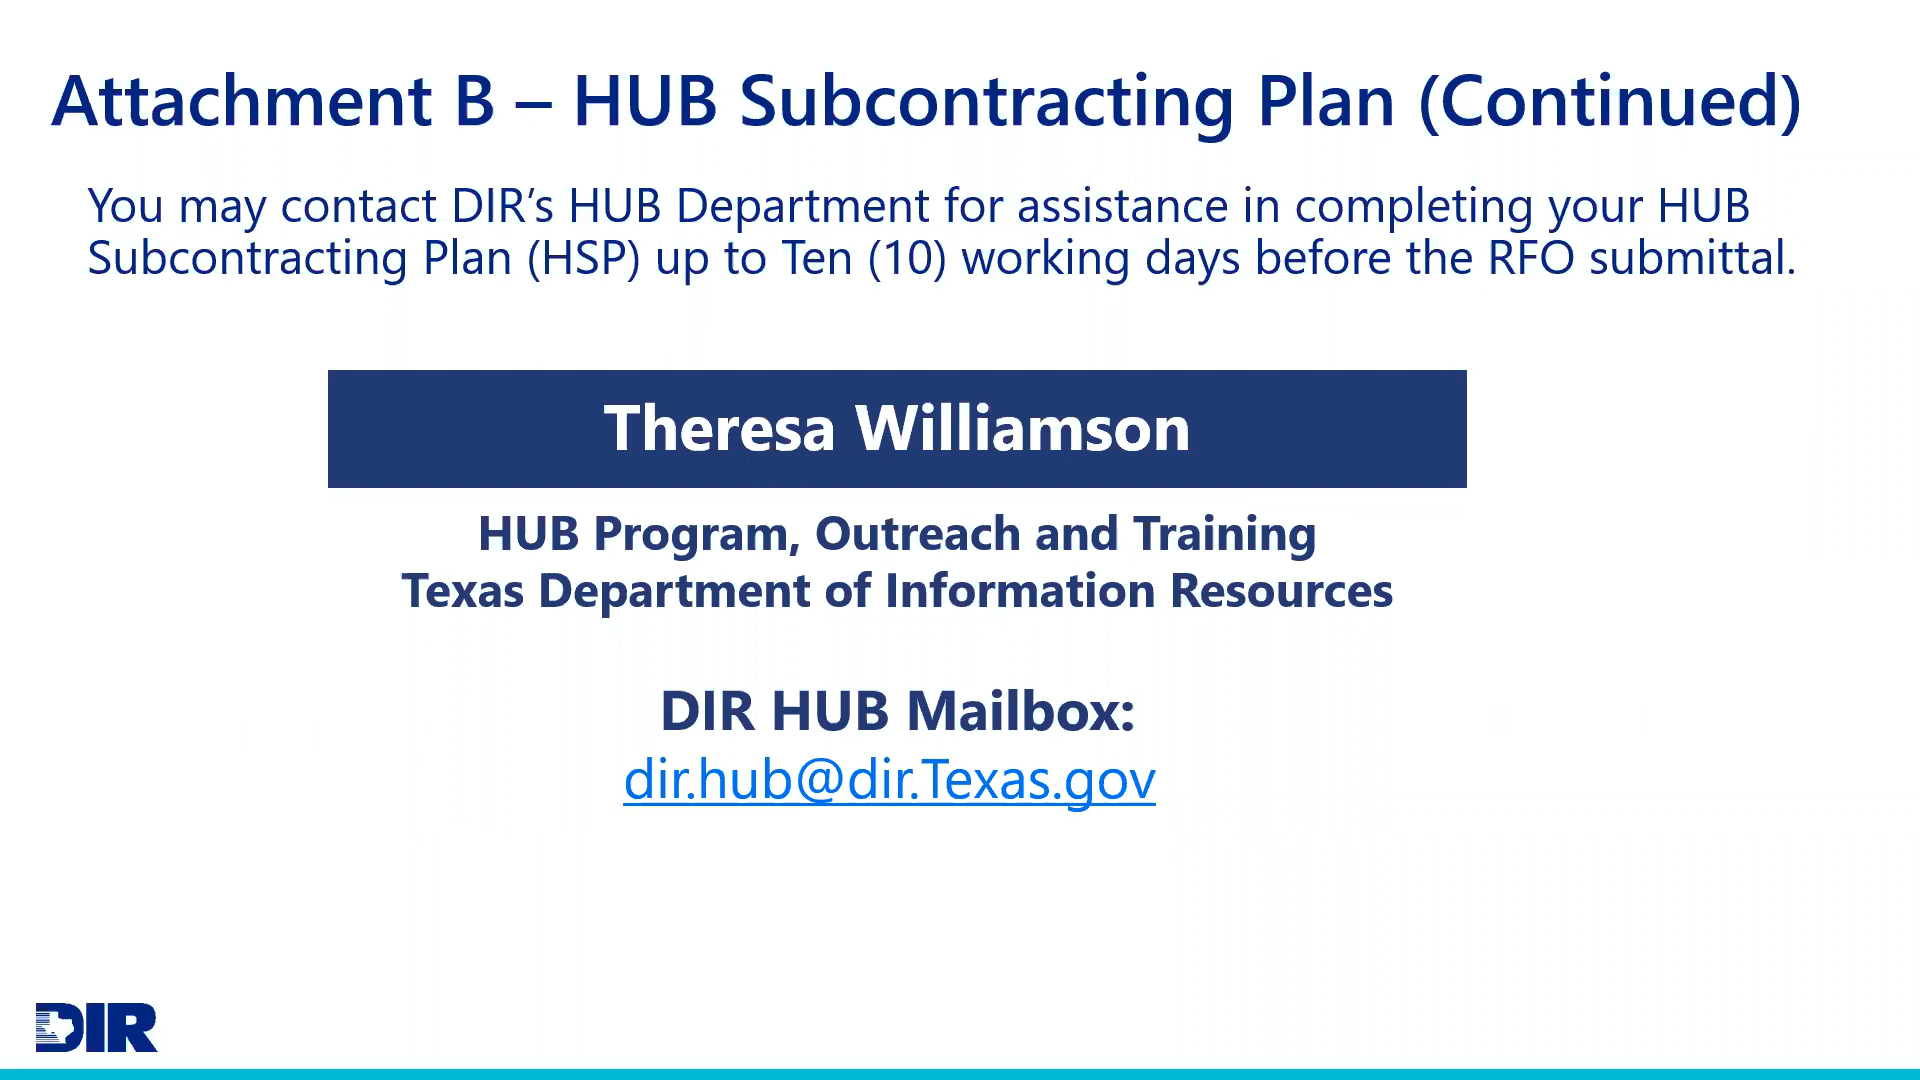 Attachment B – HUB Subcontracting Plan (Continued)
You may contact DIR’s HUB Department for assistance in completing your HUB
Subcontracting Plan (HSP) up to Ten (10) working days before the RFO submittal.
Theresa Williamson
HUB Program, Outreach and Training
Texas Department of Information Resources
DIR HUB Mailbox:
dir.hub@dir.Texas.gov
DIR